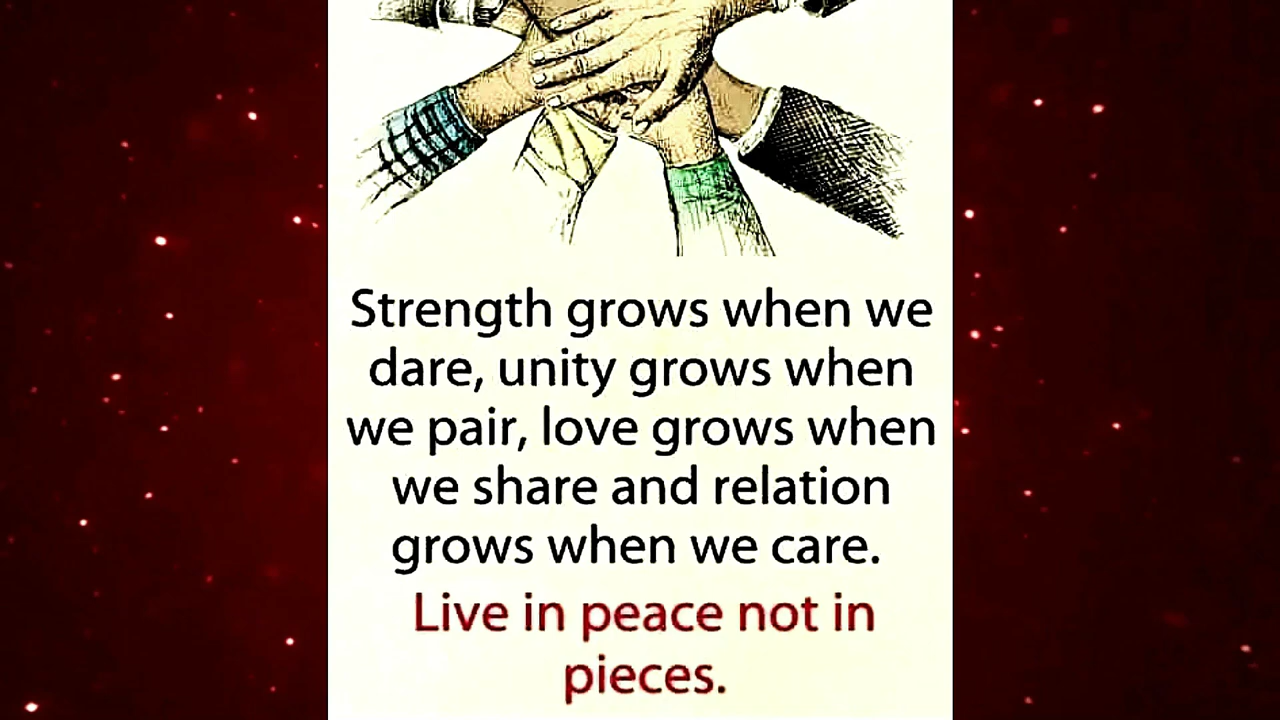 Strength grows when we
dare, unity grows when
we pair, love grows when
we share and relation
grows when we care.
Live in peace not in
pieces.